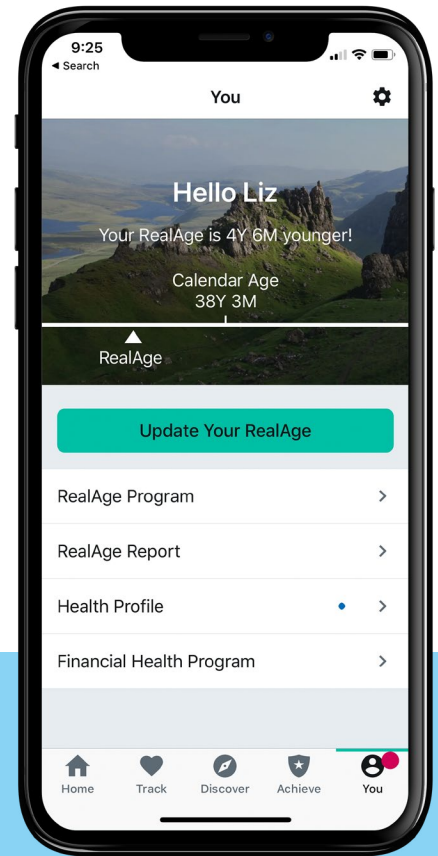 9:25
◀ Search
You
Hello Liz
Your RealAge is 4Y 6M younger!
Calendar Age
38Y 3M
RealAge
Update Your RealAge
RealAge Program
RealAge Report
Health Profile
Financial Health Program
Home Track Discover Achieve You